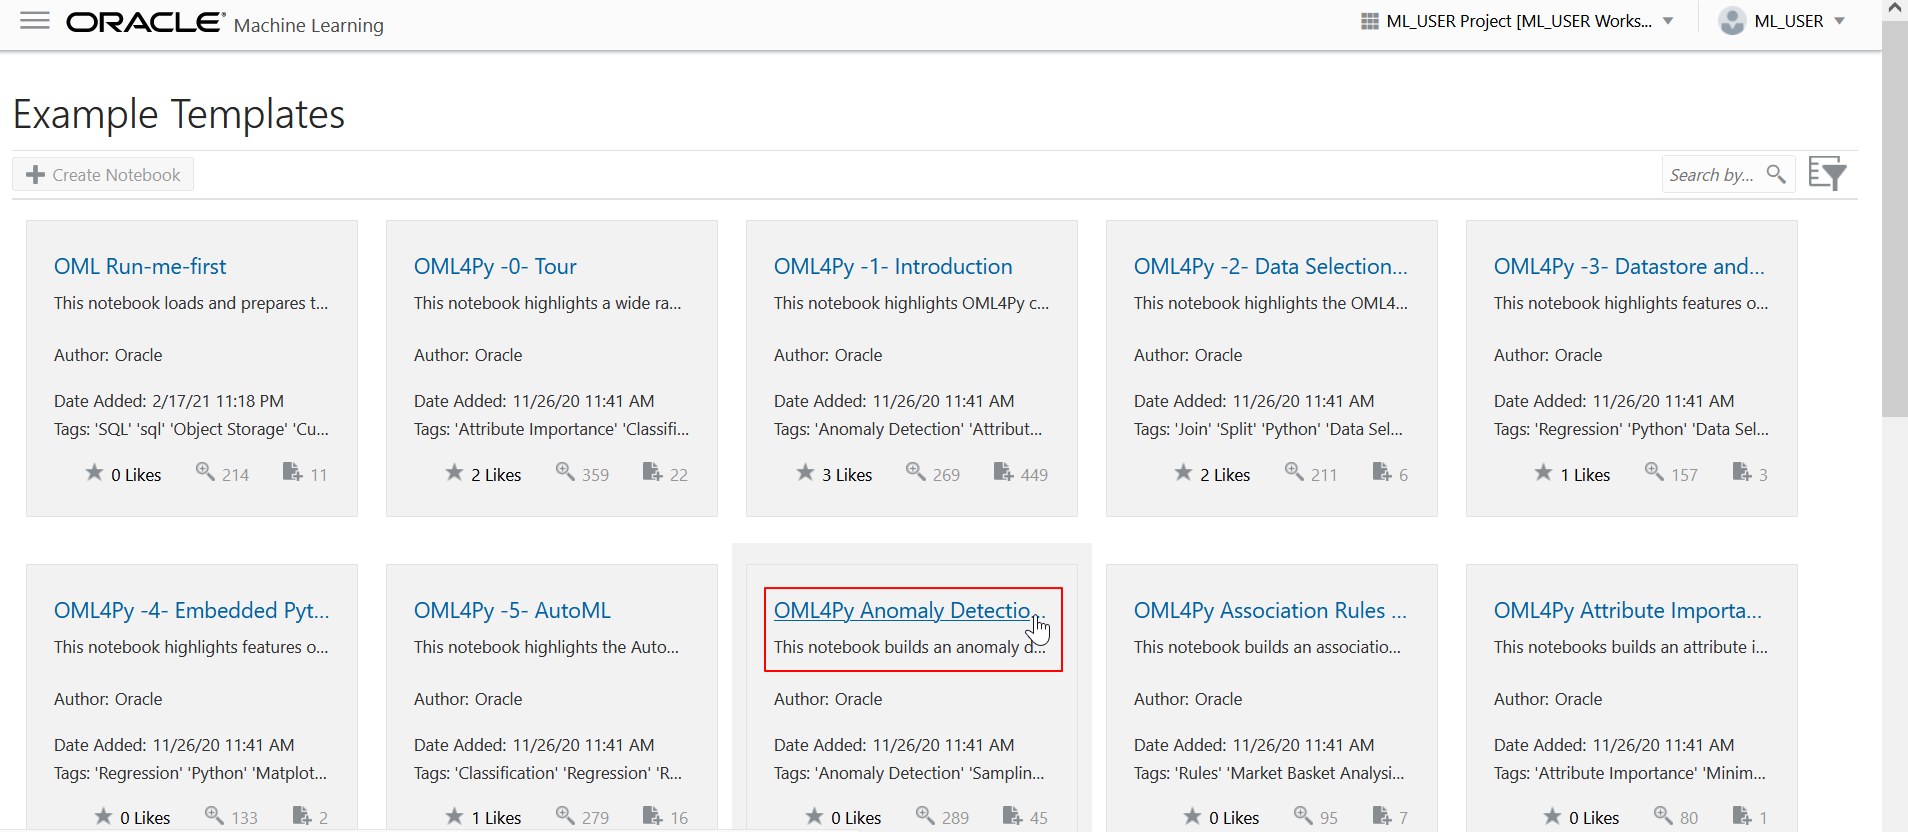 ORACLE® Machine Learning
ML_USER Project [ML_USER Works...
ML_USER
Example Templates
Create Notebook
Search by...
OML Run-me-first
This notebook loads and prepares t...
Author: Oracle
Date Added: 2/17/21 11:18 PM
Tags: 'SQL' 'sql' 'Object Storage' 'Cu...
0 Likes 214 11
OML4Py -0- Tour
This notebook highlights a wide ra...
Author: Oracle
Date Added: 11/26/20 11:41 AM
Tags: 'Attribute Importance' 'Classifi...
2 Likes 359 22
OML4Py -1- Introduction
This notebook highlights OML4Py c...
Author: Oracle
Date Added: 11/26/20 11:41 AM
Tags: 'Anomaly Detection' 'Attribut...
3 Likes 269 449
OML4Py -2- Data Selection...
This notebook highlights the OML4...
Author: Oracle
Date Added: 11/26/20 11:41 AM
Tags: 'Join' 'Split' 'Python' 'Data Sel...
2 Likes 211 6
OML4Py -3- Datastore and...
This notebook highlights features o...
Author: Oracle
Date Added: 11/26/20 11:41 AM
Tags: 'Regression' 'Python' 'Data Sel...
1 Likes 157 3
OML4Py -4- Embedded Pyt...
This notebook highlights features o...
Author: Oracle
Date Added: 11/26/20 11:41 AM
Tags: 'Regression' 'Python' 'Matplot...
0 Likes 133 2
OML4Py -5- AutoML
This notebook highlights the Auto...
Author: Oracle
Date Added: 11/26/20 11:41 AM
Tags: 'Classification' 'Regression' 'R...
1 Likes 279 16
OML4Py Anomaly Detectio...
This notebook builds an anomaly d...
Author: Oracle
Date Added: 11/26/20 11:41 AM
Tags: 'Anomaly Detection' 'Samplin...
0 Likes 289 45
OML4Py Association Rules ...
This notebook builds an associatio...
Author: Oracle
Date Added: 11/26/20 11:41 AM
Tags: 'Rules' 'Market Basket Analysi...
0 Likes 95 7
OML4Py Attribute Importa...
This notebooks builds an attribute i...
Author: Oracle
Date Added: 11/26/20 11:41 AM
Tags: 'Attribute Importance' 'Minim...
0 Likes 80 1